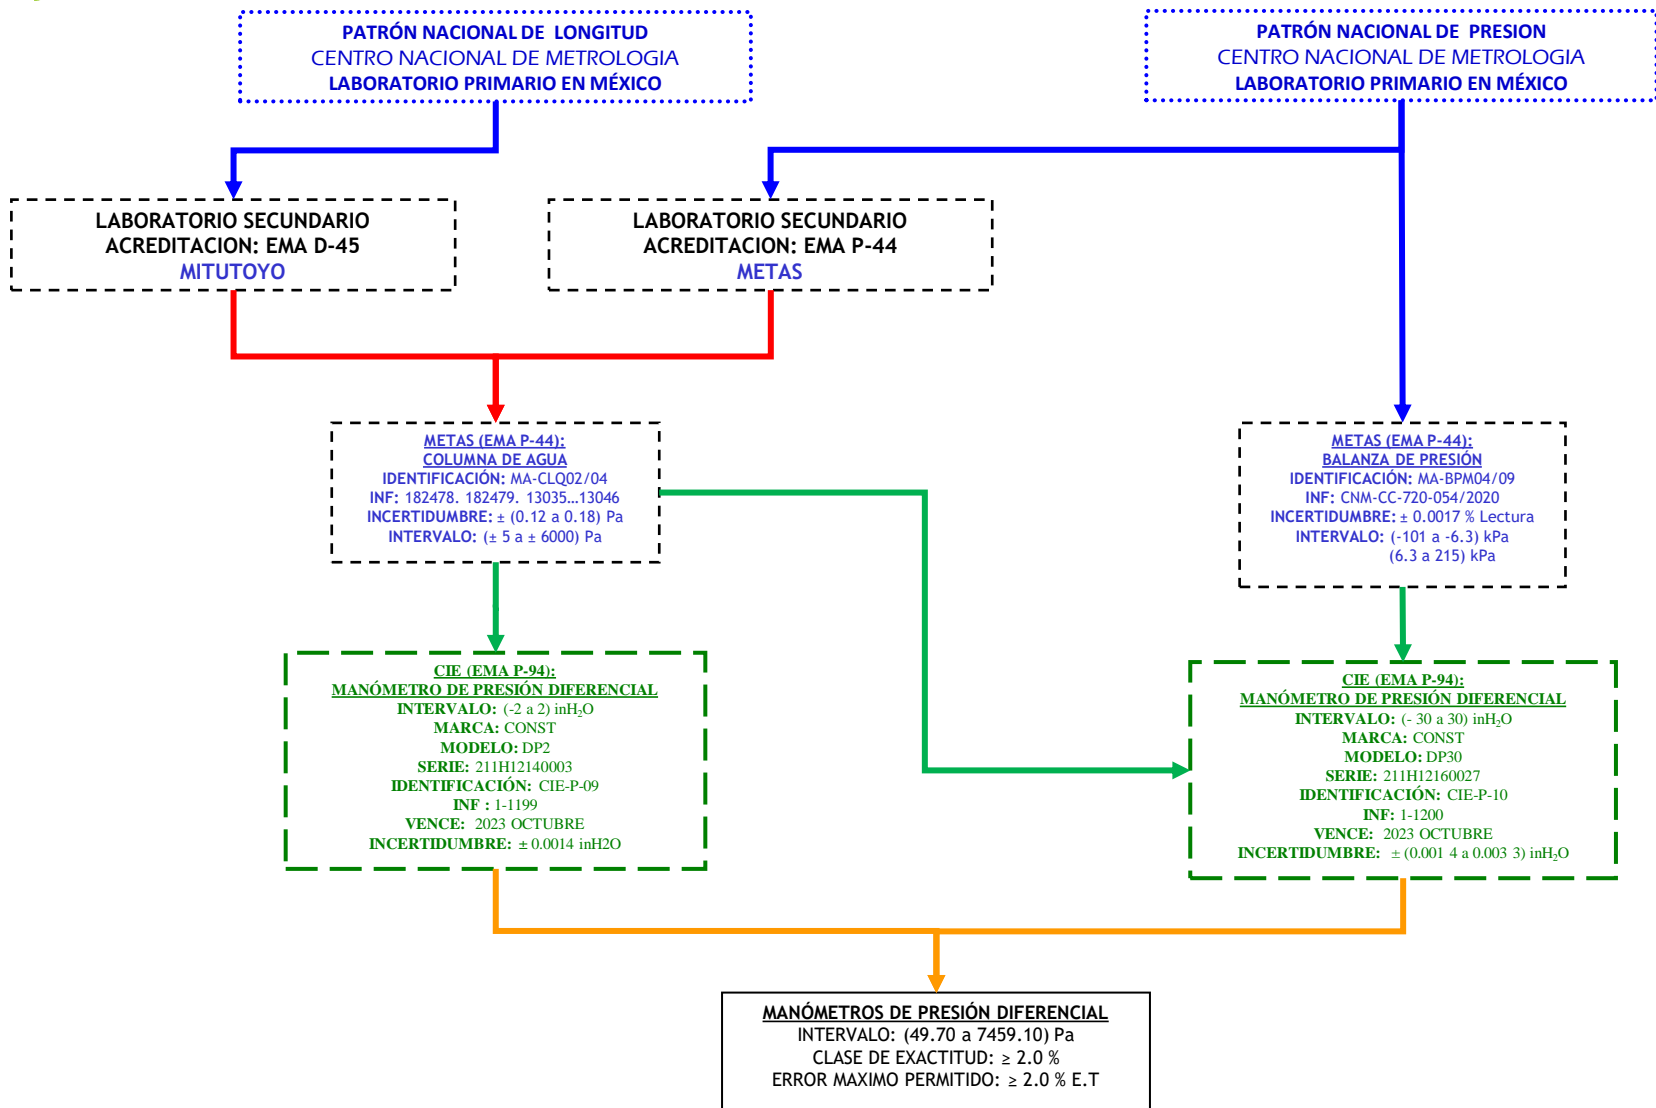 PATRÓN NACIONAL DE LONGITUD
CENTRO NACIONAL DE METROLOGIA
LABORATORIO PRIMARIO EN MÉXICO
PATRÓN NACIONAL DE PRESION
CENTRO NACIONAL DE METROLOGIA
LABORATORIO PRIMARIO EN MÉXICO
LABORATORIO SECUNDARIO
ACREDITACION: EMA D-45
MITUTOYO
LABORATORIO SECUNDARIO
ACREDITACION: EMA P-44
METAS
METAS (EMA P-44):
COLUMNA DE AGUA
IDENTIFICACIÓN: MA-CLQ02/04
INF: 182478. 182479. 13035...13046
INCERTIDUMBRE: ± (0.12 a 0.18) Pa
INTERVALO: (± 5 a ± 6000) Pa
METAS (EMA P-44):
BALANZA DE PRESIÓN
IDENTIFICACIÓN: MA-BPM04/09
INF: CNM-CC-720-054/2020
INCERTIDUMBRE: ± 0.0017 % Lectura
INTERVALO: (-101 a -6.3) kPa
(6.3 a 215) kPa
CIE (EMA P-94):
MANÓMETRO DE PRESIÓN DIFERENCIAL
INTERVALO: (-2 a 2) inH₂O
MARCA: CONST
MODELO: DP2
SERIE: 211H12140003
IDENTIFICACIÓN: CIE-P-09
INF : 1-1199
VENCE: 2023 OCTUBRE
INCERTIDUMBRE: ± 0.0014 inH2O
CIE (EMA P-94):
MANÓMETRO DE PRESIÓN DIFERENCIAL
INTERVALO: (- 30 a 30) inH₂O
MARCA: CONST
MODELO: DP30
SERIE: 211H12160027
IDENTIFICACIÓN: CIE-P-10
INF: 1-1200
VENCE: 2023 OCTUBRE
INCERTIDUMBRE: ± (0.001 4 a 0.003 3) inH₂O
MANÓMETROS DE PRESIÓN DIFERENCIAL
INTERVALO: (49.70 a 7459.10) Pa
CLASE DE EXACTITUD: ≥ 2.0 %
ERROR MAXIMO PERMITIDO: ≥ 2.0 % E.T